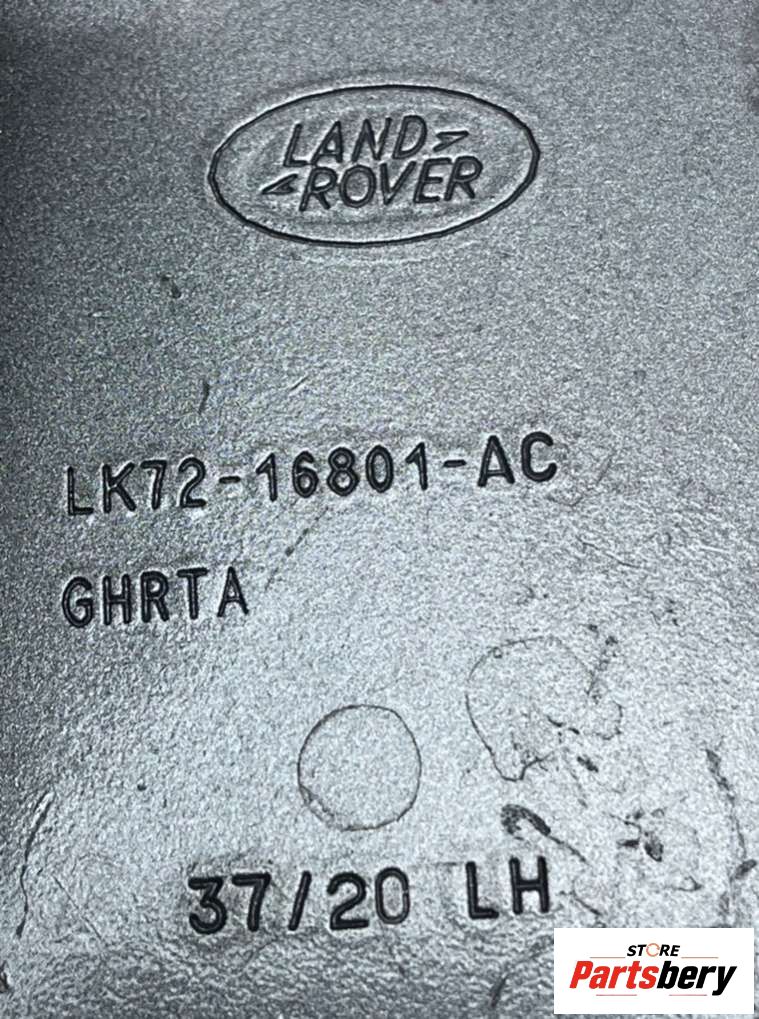 LAND
ROVER
LK72-16801-AC
GHRTA
37/20 LH
STORE
Partsbery